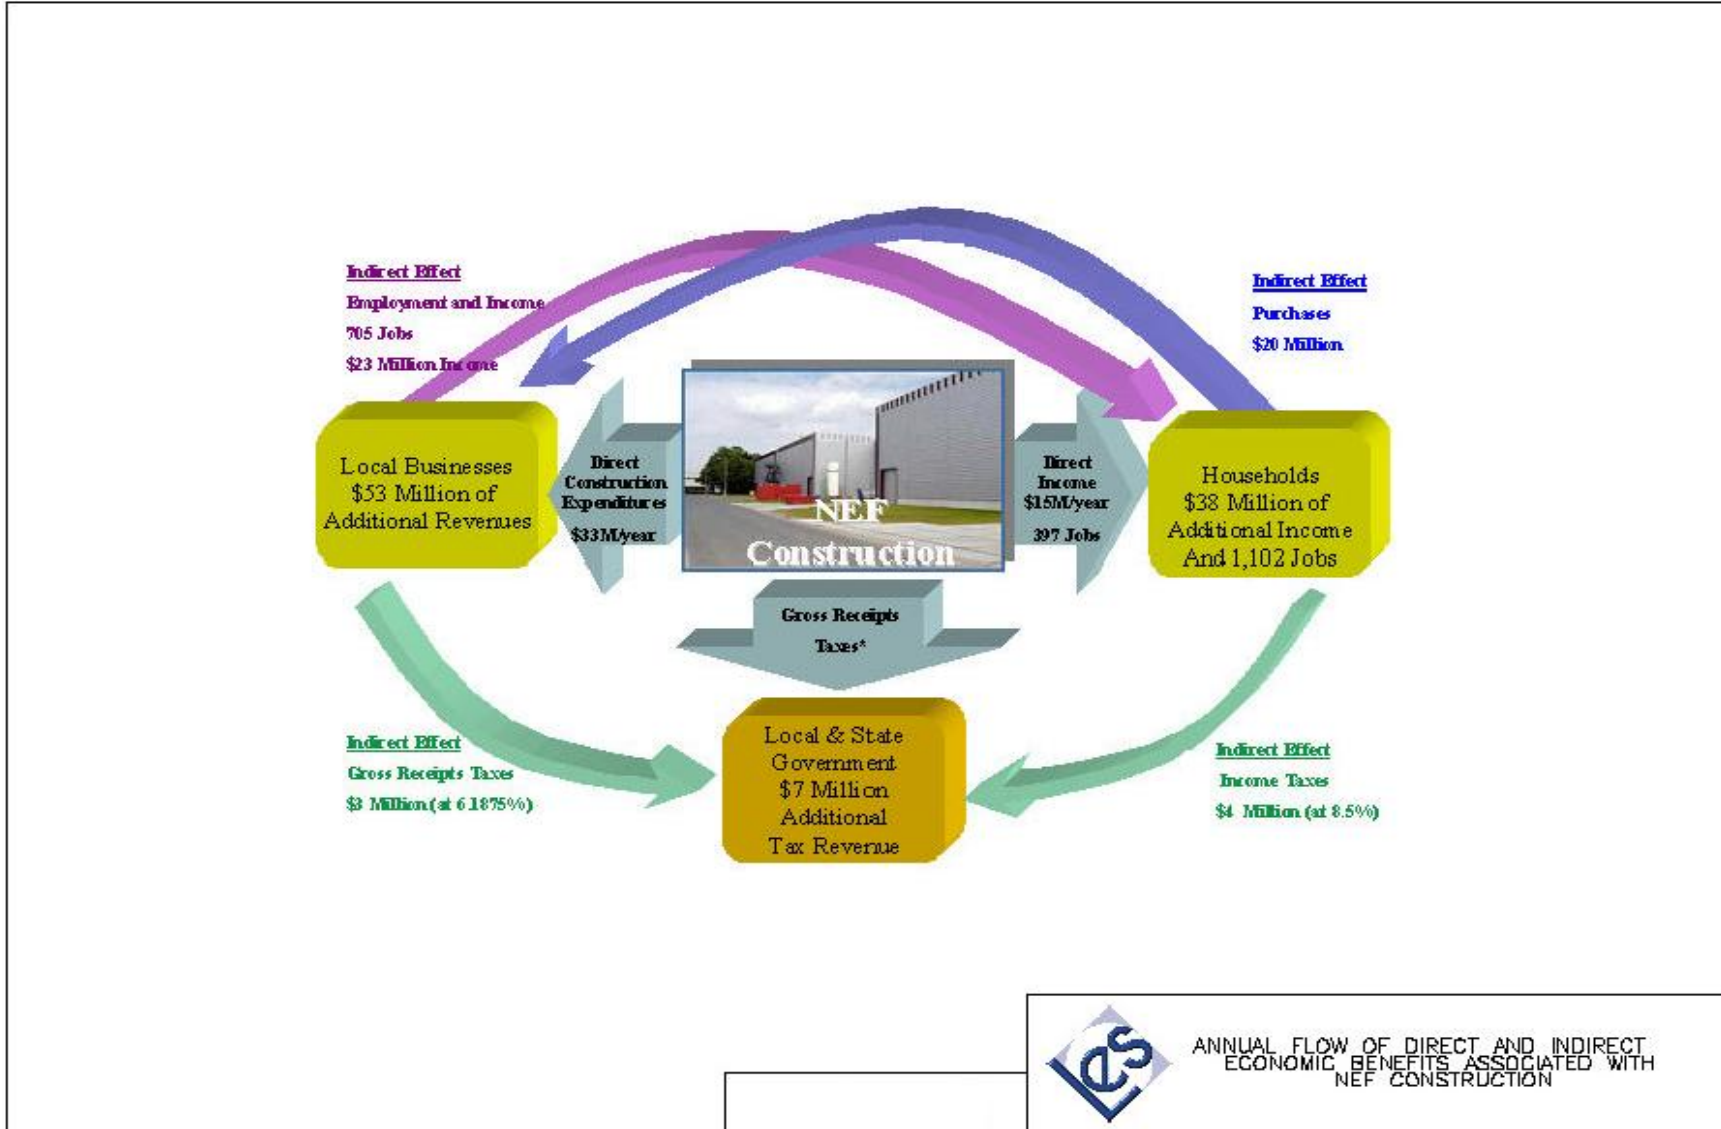 Indirect Effect
Employment and Income
705 Jobs
$23 Million Income
Indirect Effect
Purchases
$20 Million
Local Businesses
$53 Million of
Additional Revenues
Direct
Construction
Expenditures
$33M/year
NEF
Construction
Direct
Income
$15M/year
397 Jobs
Households
$38 Million of
Additional Income
And 1,102 Jobs
Gross Receipts
Taxes*
Indirect Effect
Gross Receipts Taxes
$3 Million (at 6.1875%)
Local & State
Government
$7 Million
Additional
Tax Revenue
Indirect Effect
Income Taxes
$4 Million (at 8.5%)
Les
ANNUAL FLOW OF DIRECT AND INDIRECT
ECONOMIC BENEFITS ASSOCIATED WITH
NEF CONSTRUCTION